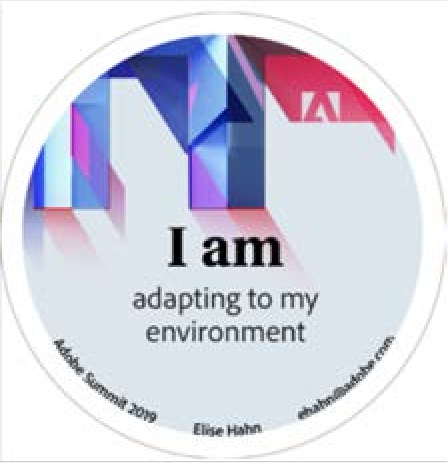 I am
adapting to my
environment
Adobe Summit 2019
Elise Hahn
ehahn@adobe.com